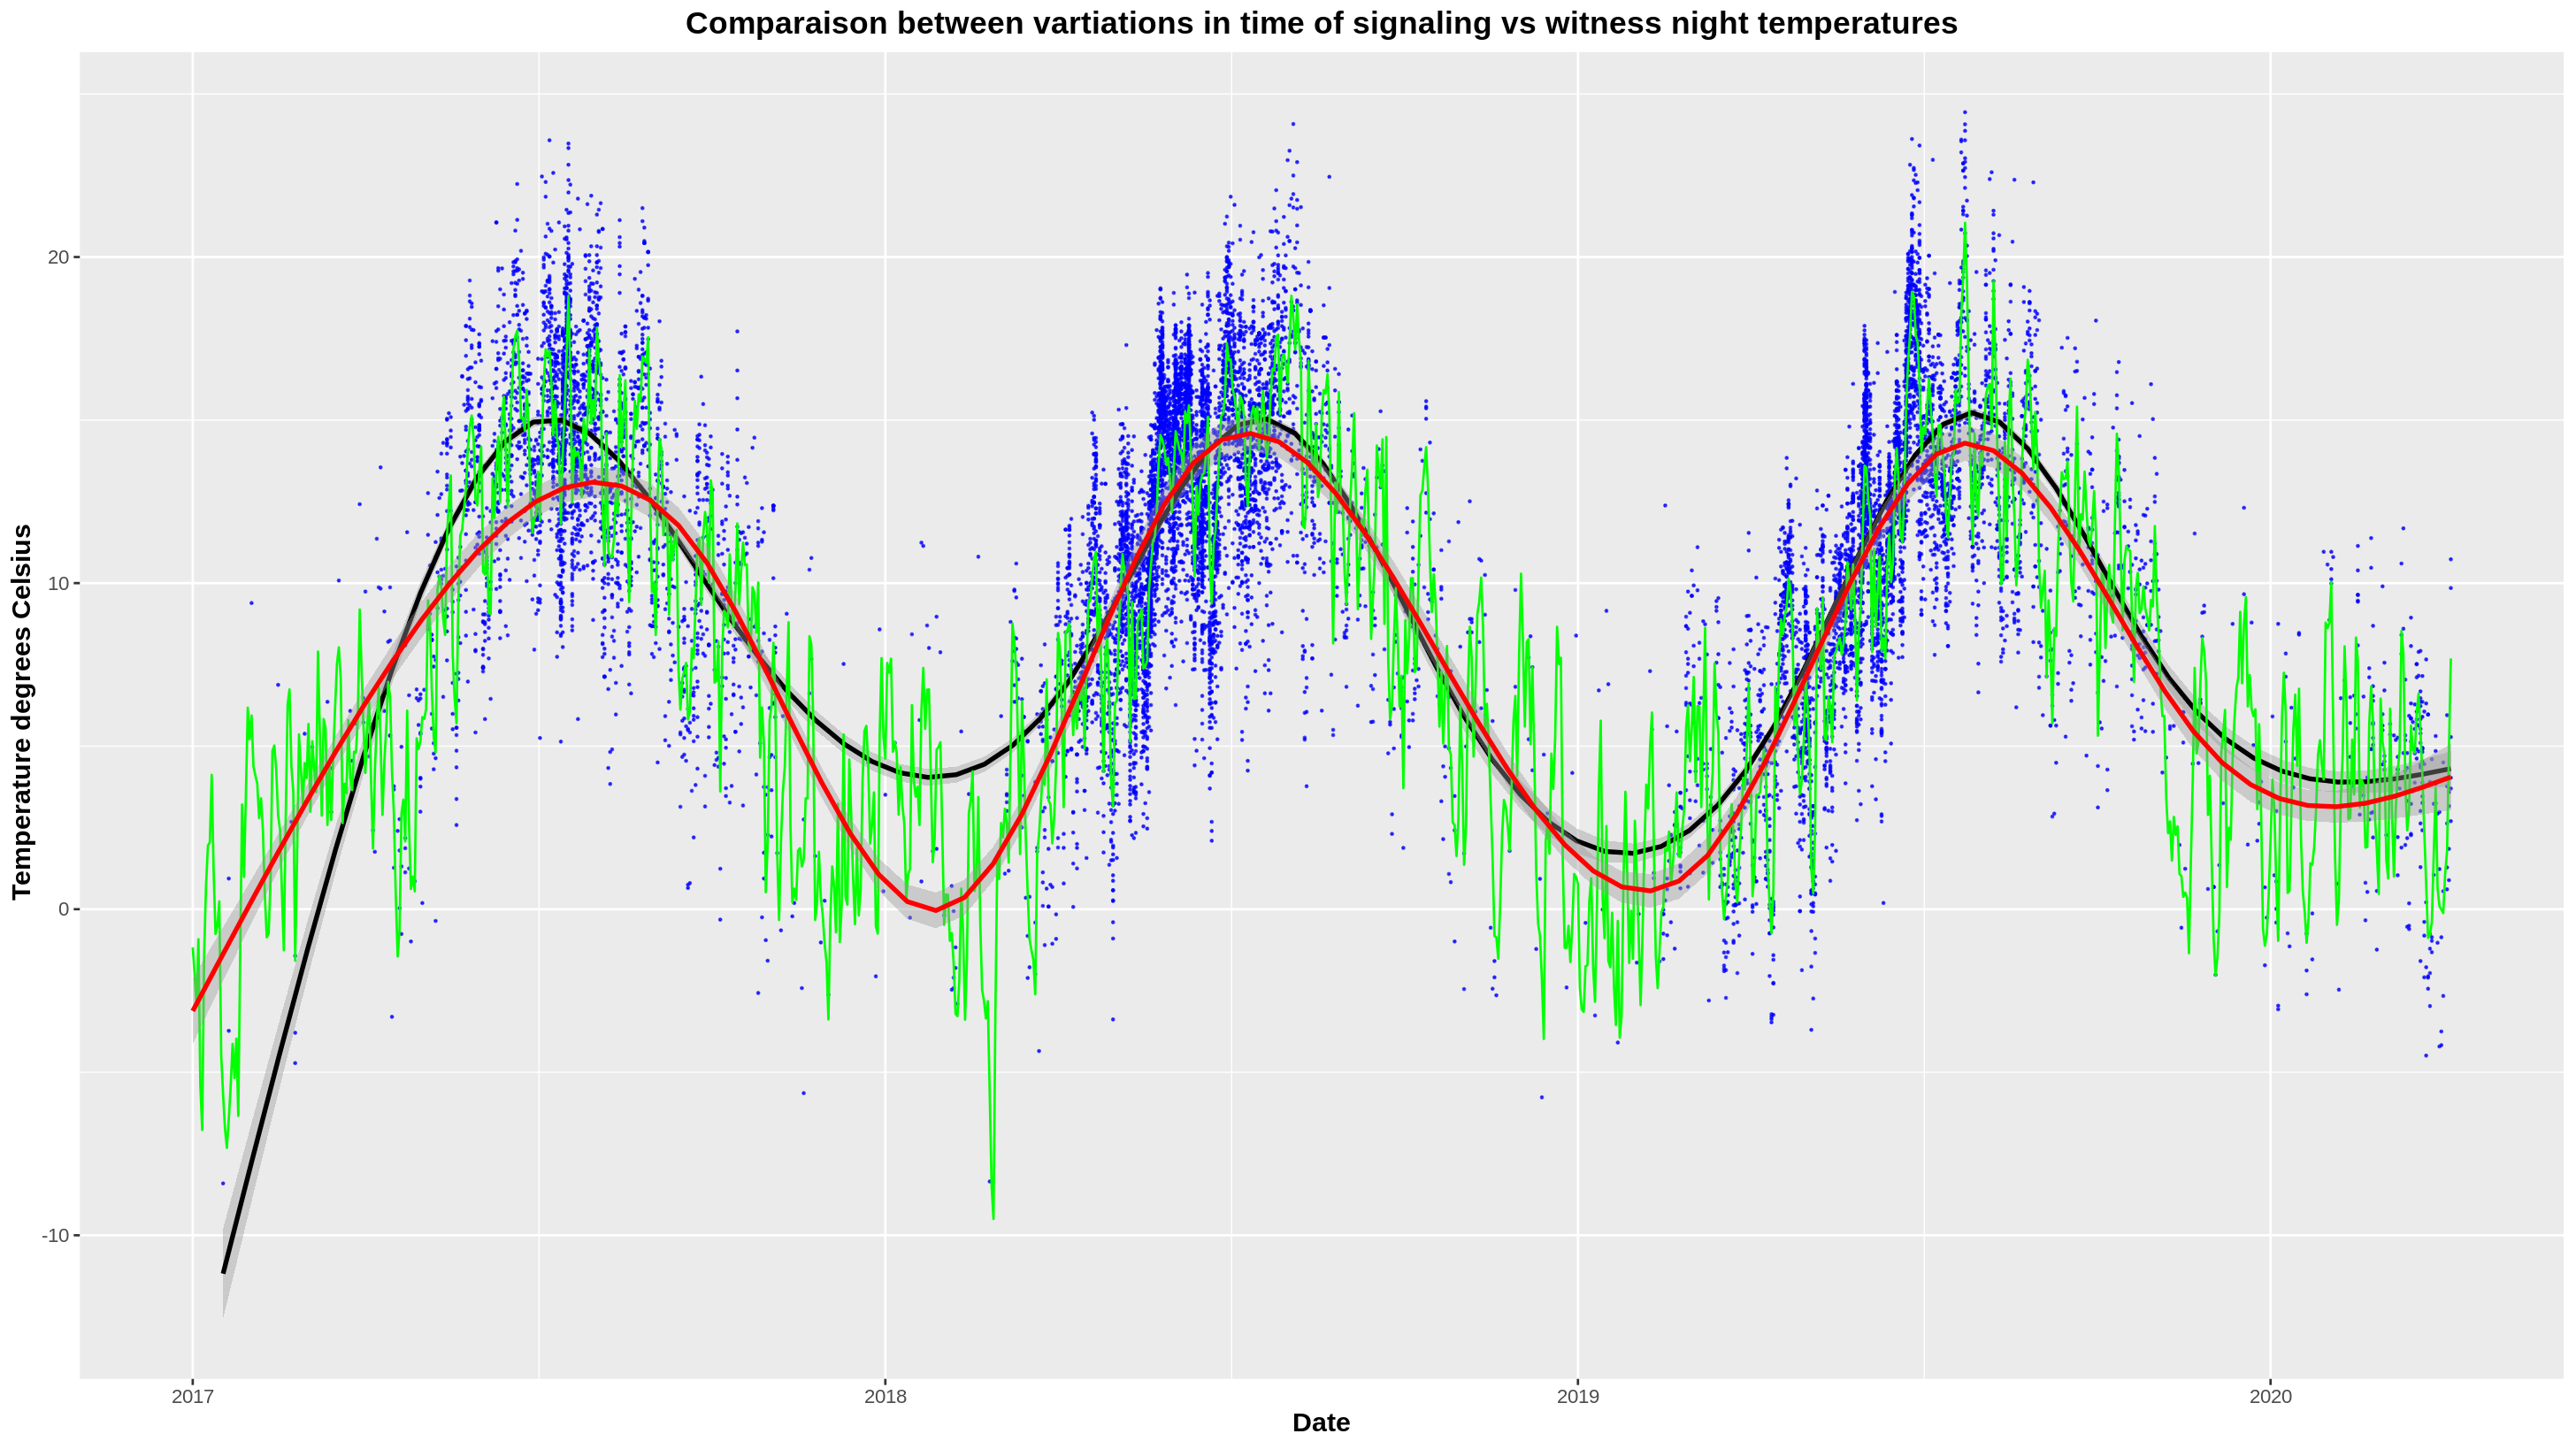 Comparaison between vartiations in time of signaling vs witness night temperatures
Temperature degrees Celsius
20
10
0
-10
2017
2018
2019
2020
Date